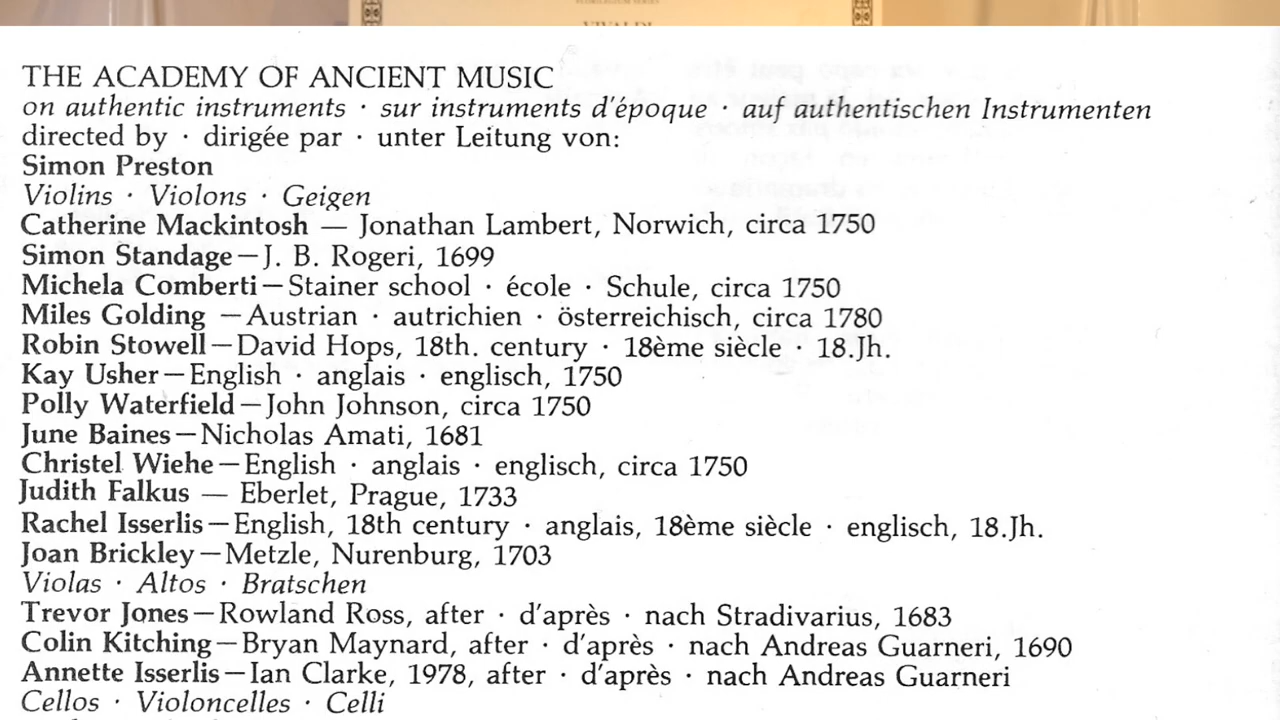 VIVALDI
THE ACADEMY OF ANCIENT MUSIC
on authentic instruments · sur instruments d'époque · auf authentischen Instrumenten
directed by · dirigée par · unter Leitung von:
Simon Preston
Violins · Violons · Geigen
Catherine Mackintosh — Jonathan Lambert, Norwich, circa 1750
Simon Standage—J. B. Rogeri, 1699
Michela Comberti—Stainer school · école · Schule, circa 1750
Miles Golding —Austrian · autrichien · österreichisch, circa 1780
Robin Stowell—David Hops, 18th. century · 18ème siècle · 18.Jh.
Kay Usher—English · anglais · englisch, 1750
Polly Waterfield—John Johnson, circa 1750
June Baines—Nicholas Amati, 1681
Christel Wiehe—English · anglais · englisch, circa 1750
Judith Falkus — Eberlet, Prague, 1733
Rachel Isserlis—English, 18th century · anglais, 18ème siècle · englisch, 18.Jh.
Joan Brickley—Metzle, Nurenburg, 1703
Violas · Altos · Bratschen
Trevor Jones—Rowland Ross, after · d'après · nach Stradivarius, 1683
Colin Kitching—Bryan Maynard, after · d'après · nach Andreas Guarneri, 1690
Annette Isserlis—Ian Clarke, 1978, after · d'après · nach Andreas Guarneri
Cellos · Violoncelles · Celli